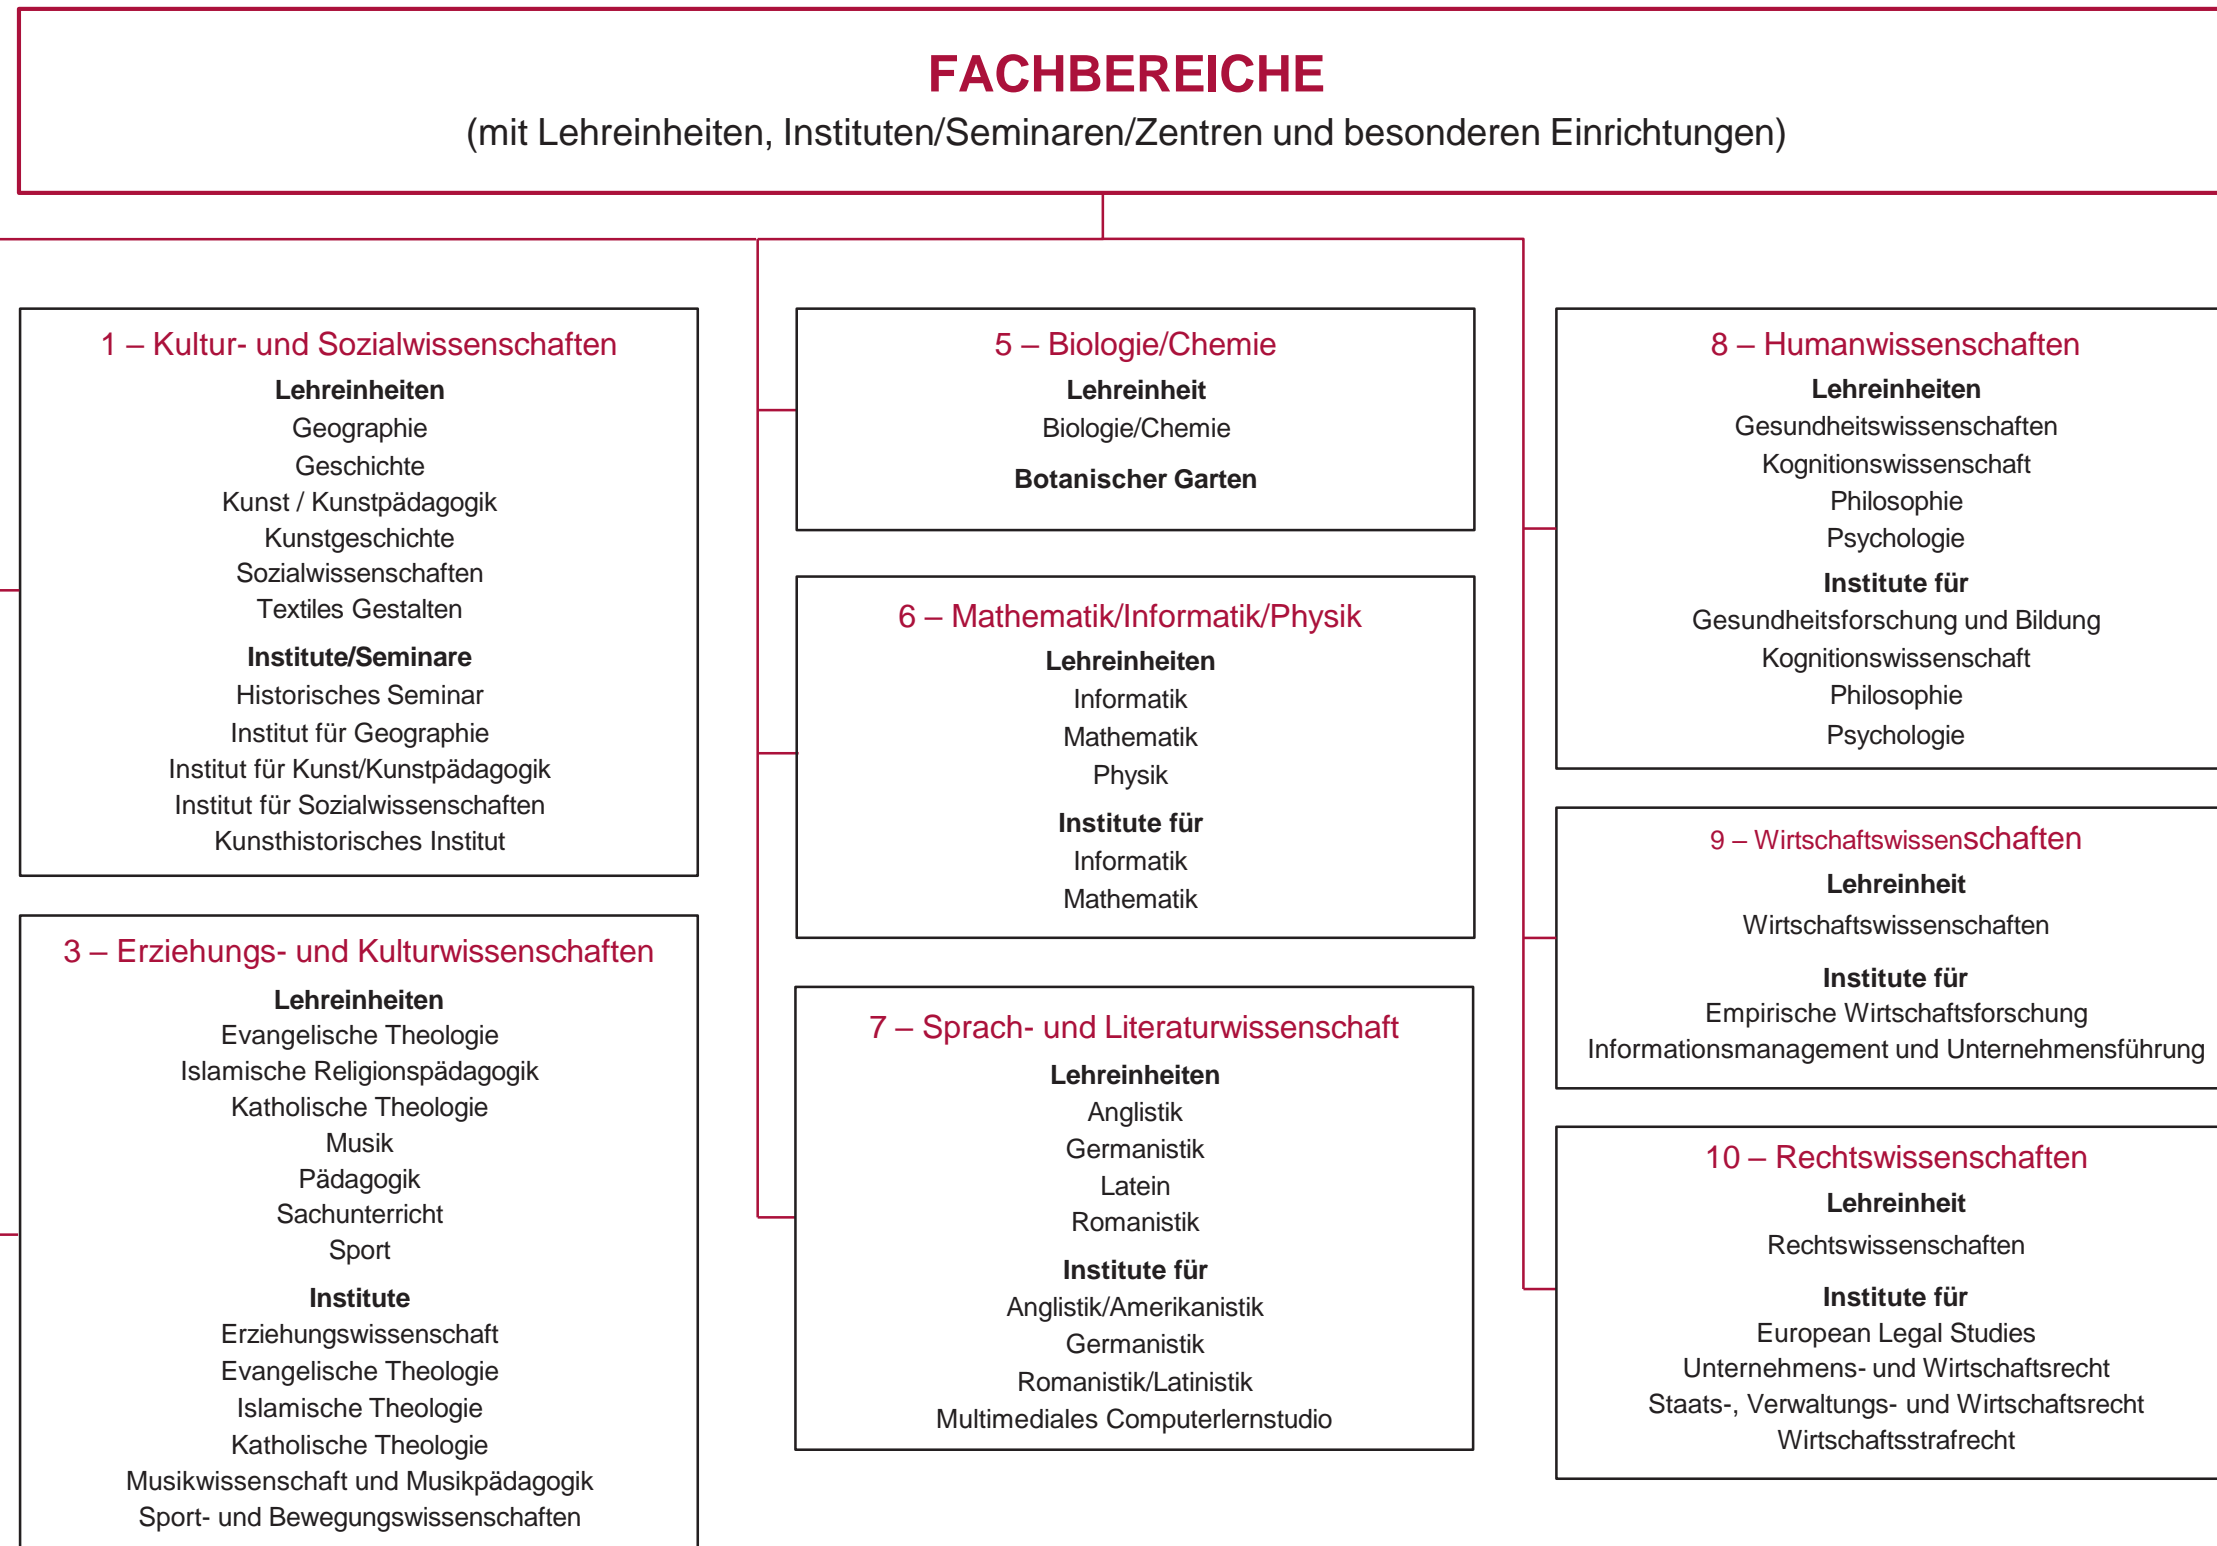 FACHBEREICHE
(mit Lehreinheiten, Instituten/Seminaren/Zentren und besonderen Einrichtungen)
1 – Kultur- und Sozialwissenschaften
Lehreinheiten
Geographie
Geschichte
Kunst / Kunstpädagogik
Kunstgeschichte
Sozialwissenschaften
Textiles Gestalten
Institute/Seminare
Historisches Seminar
Institut für Geographie
Institut für Kunst/Kunstpädagogik
Institut für Sozialwissenschaften
Kunsthistorisches Institut
3 – Erziehungs- und Kulturwissenschaften
Lehreinheiten
Evangelische Theologie
Islamische Religionspädagogik
Katholische Theologie
Musik
Pädagogik
Sachunterricht
Sport
Institute
Erziehungswissenschaft
Evangelische Theologie
Islamische Theologie
Katholische Theologie
Musikwissenschaft und Musikpädagogik
Sport- und Bewegungswissenschaften
5 – Biologie/Chemie
Lehreinheit
Biologie/Chemie
Botanischer Garten
6 – Mathematik/Informatik/Physik
Lehreinheiten
Informatik
Mathematik
Physik
Institute für
Informatik
Mathematik
7 – Sprach- und Literaturwissenschaft
Lehreinheiten
Anglistik
Germanistik
Latein
Romanistik
Institute für
Anglistik/Amerikanistik
Germanistik
Romanistik/Latinistik
Multimediales Computerlernstudio
8 – Humanwissenschaften
Lehreinheiten
Gesundheitswissenschaften
Kognitionswissenschaft
Philosophie
Psychologie
Institute für
Gesundheitsforschung und Bildung
Kognitionswissenschaft
Philosophie
Psychologie
9 – Wirtschaftswissenschaften
Lehreinheit
Wirtschaftswissenschaften
Institute für
Empirische Wirtschaftsforschung
Informationsmanagement und Unternehmensführung
10 – Rechtswissenschaften
Lehreinheit
Rechtswissenschaften
Institute für
European Legal Studies
Unternehmens- und Wirtschaftsrecht
Staats-, Verwaltungs- und Wirtschaftsrecht
Wirtschaftsstrafrecht